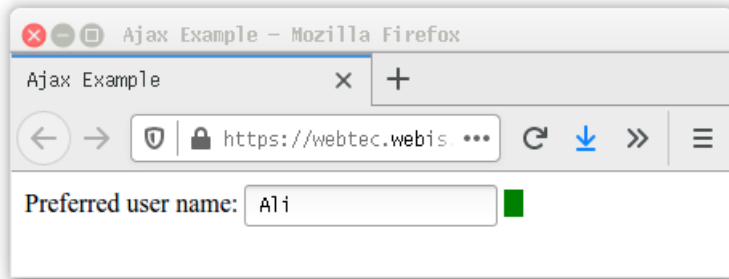 Ajax Example – Mozilla Firefox
Ajax Example
https://webtec.webis.
Preferred user name: Ali